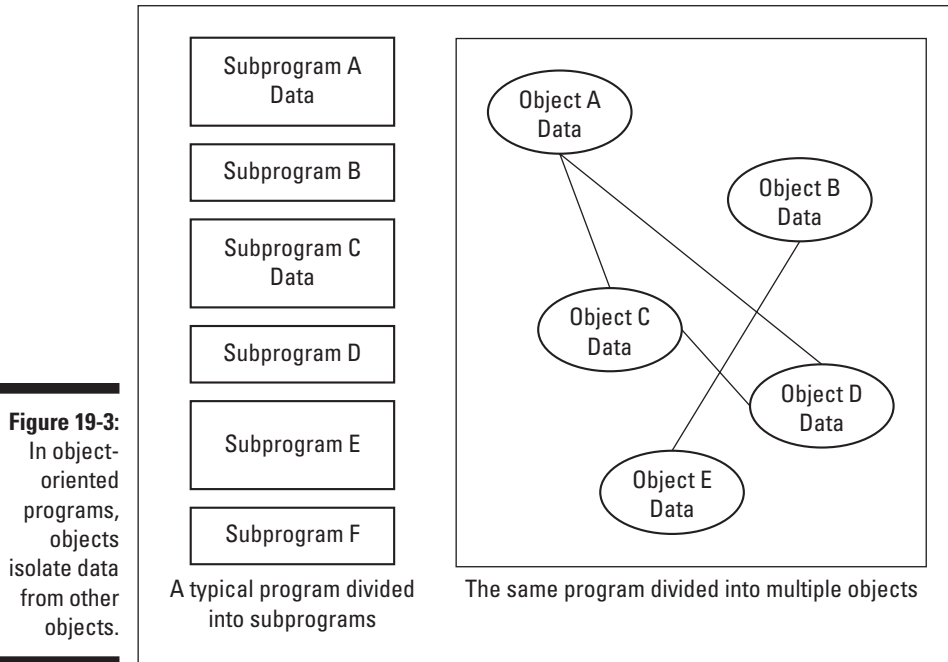 Subprogram A
Data
Subprogram B
Subprogram C
Data
Subprogram D
Subprogram E
Subprogram F
A typical program divided
into subprograms
Object A
Data
Object B
Data
Object C
Data
Object D
Data
Object E
Data
The same program divided into multiple objects
Figure 19-3:
In object-
oriented
programs,
objects
isolate data
from other
objects.